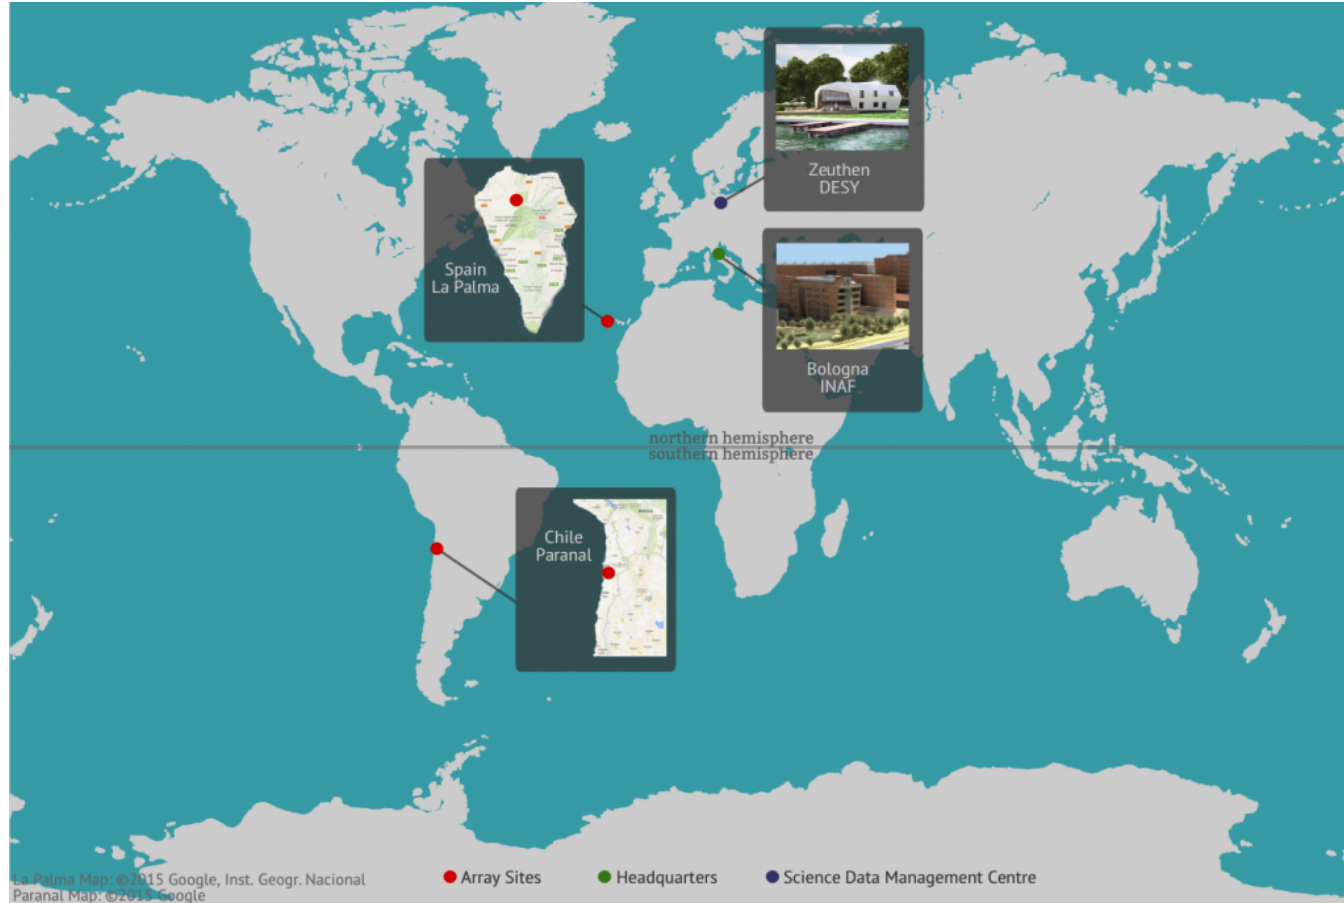 Zeuthen
DESY
Spain
La Palma
Bologna
INAF
northern hemisphere
southern hemisphere
Chile
Paranal
La Palma Map: ©2015 Google, Inst. Geogr. Nacional
Paranal Map: ©2015 Google
Array Sites
Headquarters
Science Data Management Centre